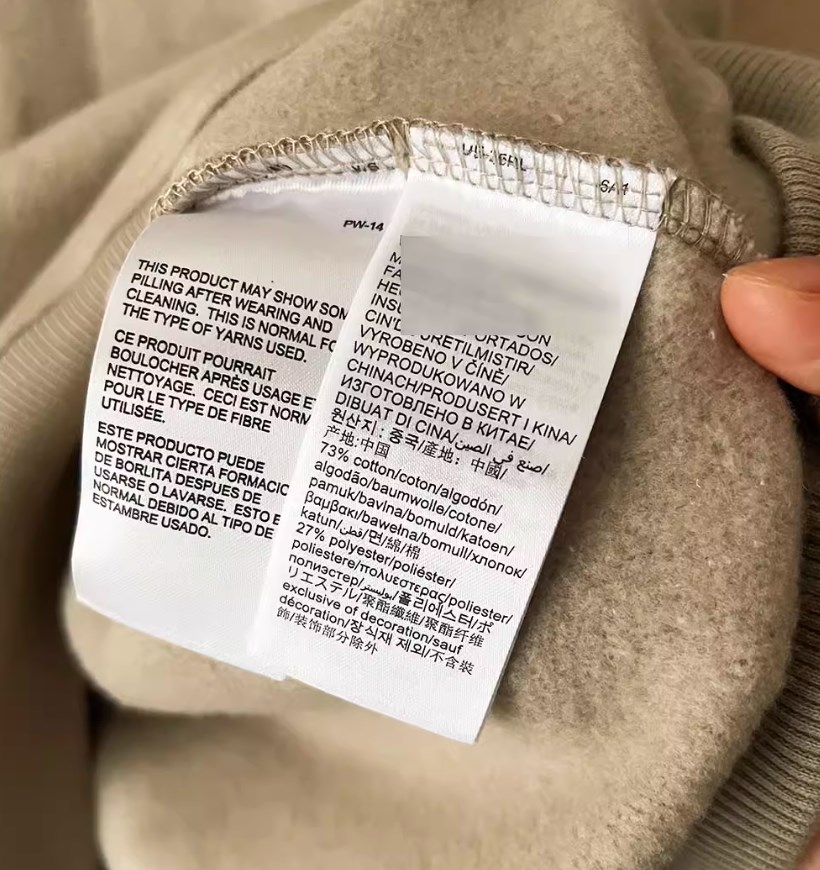 PW-14
THIS PRODUCT MAY SHOW SOM
PILLING AFTER WEARING AND
CLEANING. THIS IS NORMAL FO
THE TYPE OF YARNS USED.
CE PRODUIT POURRAIT
BOULOCHER APRÈS USAGE ET
NETTOYAGE. CECI EST NORM
POUR LE TYPE DE FIBRE
UTILISÉE.
ESTE PRODUCTO PUEDE
MOSTRAR CIERTA FORMACIO
DE BORLITA DESPUES DE
USARSE O LAVARSE. ESTO E
NORMAL DEBIDO AL TIPO DE
ESTAMBRE USADO.
ÜRETILMISTIR/
VYROBENO V ČÍNĚ/
WYPRODUKOWANO W
CHINACH/PRODUSERT I KINA/
ИЗГОТОВЛЕНО В КИТАЕ/
DIBUAT DI CINA/صنع في الصين/
원산지: 중국/產地: 中國/
产地:中国
73% cotton/coton/algodón/
algodão/baumwolle/cotone/
pamuk/bavlna/bomuld/katoen/
βαμβακι/bawełna/bomull/хлопок/
katun/قطن/면/綿/棉
27% polyester/poliéster/
poliestere/πολυεστερας/poliester/
полиэстер/بوليستر/폴리에스터/ポ
リエステル/聚酯纖維/聚酯纤维
exclusive of decoration/sauf
décoration/장식재 제외/不含裝
飾/装饰部分除外